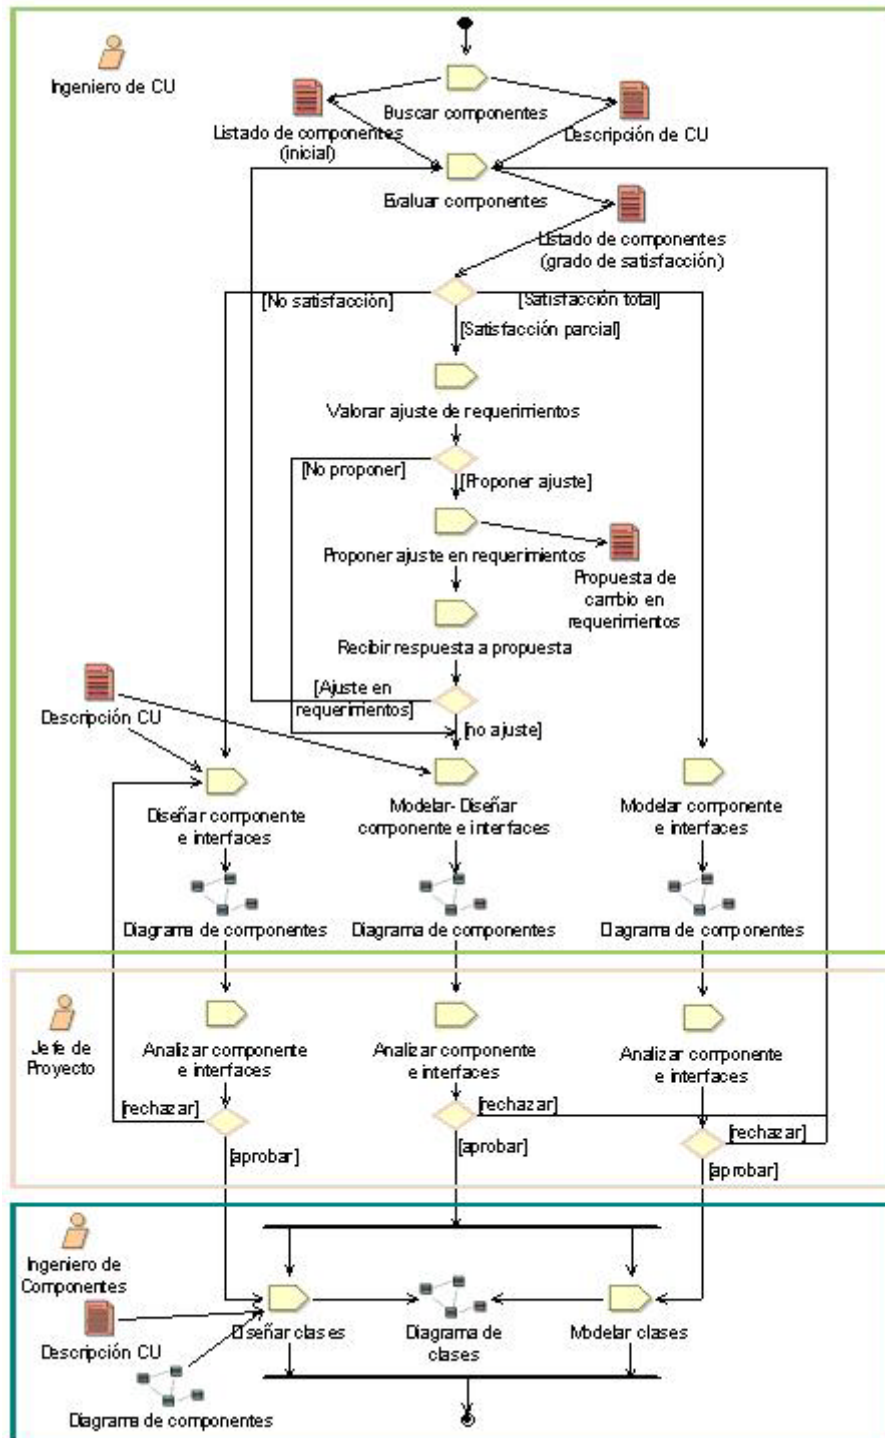 Ingeniero de CU
Buscar componentes
Listado de componentes
(inicial)
Descripción de CU
Evaluar componentes
Listado de componentes
(grado de satisfacción)
[No satisfacción]
[Satisfacción total]
[Satisfacción parcial]
Valorar ajuste de requerimientos
[No proponer]
[Proponer ajuste]
Proponer ajuste en requerimientos
Propuesta de
cambio en
requerimientos
Recibir respuesta a propuesta
[Ajuste en
requerimientos]
[no ajuste]
Descripción CU
Diseñar componente
e interfaces
Modelar- Diseñar
componente e interfaces
Modelar componente
e interfaces
Diagrama de componentes
Diagrama de componentes
Diagrama de componentes
Jefe de
Proyecto
Analizar componente
e interfaces
Analizar componente
e interfaces
Analizar componente
e interfaces
[rechazar]
[rechazar]
[rechazar]
[aprobar]
[aprobar]
[aprobar]
Ingeniero de
Componentes
Descripción CU
Diseñar clases
Diagrama de
clases
Modelar clases
Diagrama de componentes